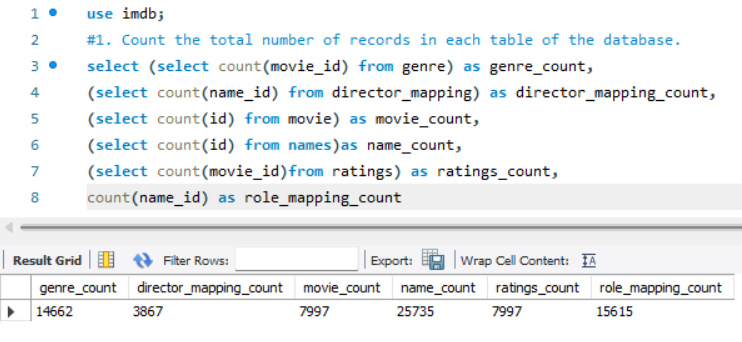 1 use imdb;
2 #1. Count the total number of records in each table of the database.
3 select (select count(movie_id) from genre) as genre_count,
4 (select count(name_id) from director_mapping) as director_mapping_count,
5 (select count(id) from movie) as movie_count,
6 (select count(id) from names)as name_count,
7 (select count(movie_id)from ratings) as ratings_count,
8 count(name_id) as role_mapping_count
Result Grid Filter Rows: Export: Wrap Cell Content: IA
genre_count director_mapping_count movie_count name_count ratings_count role_mapping_count
14662 3867 7997 25735 7997 15615